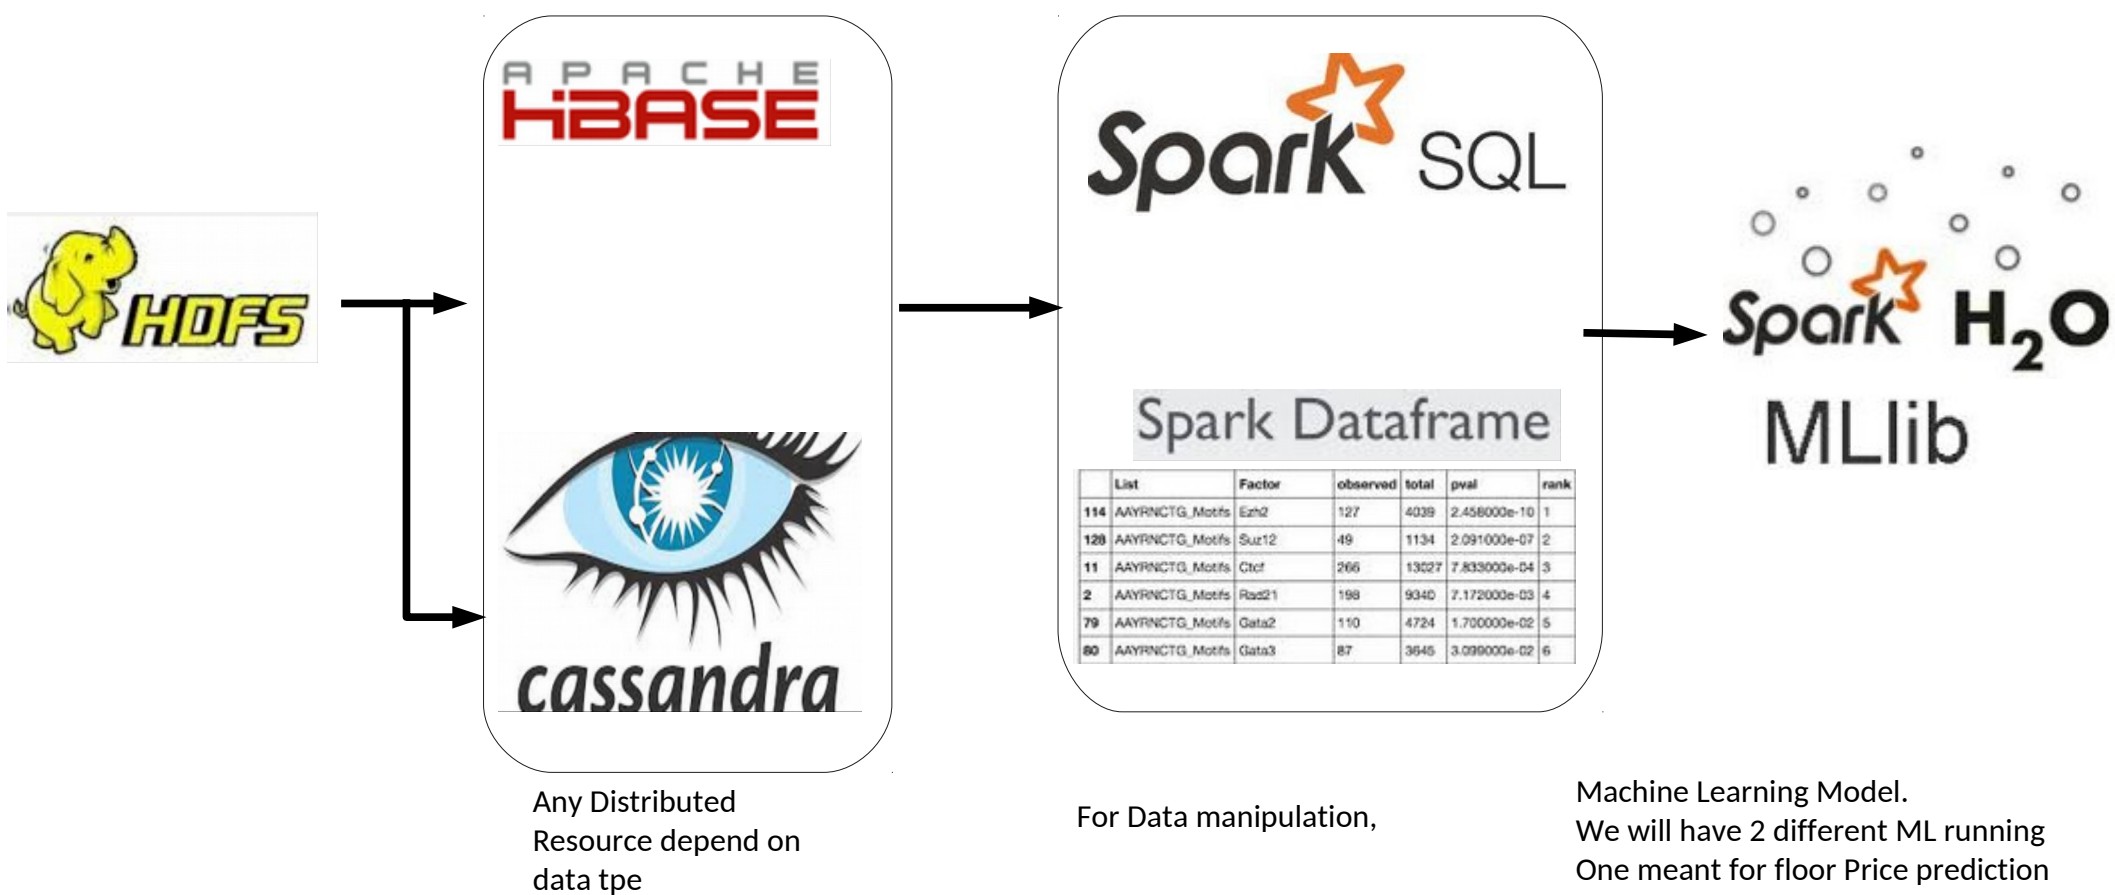 APACHE
HBASE
Spark SQL
HDFS
Spark H2O
MLlib
Spark Dataframe
List Factor observed total pval rank
114 AAYRNCTG_Motifs Ezh2 127 4039 2.458000e-10 1
128 AAYRNCTG_Motifs Suz12 49 1134 2.091000e-07 2
11 AAYRNCTG_Motifs Ctcf 266 13027 7.833000e-04 3
2 AAYRNCTG_Motifs Rad21 198 9340 7.172000e-03 4
79 AAYRNCTG_Motifs Gata2 110 4724 1.700000e-02 5
80 AAYRNCTG_Motifs Gata3 87 3645 3.099000e-02 6
cassandra
Any Distributed
Resource depend on
data tpe
For Data manipulation,
Machine Learning Model.
We will have 2 different ML running
One meant for floor Price prediction